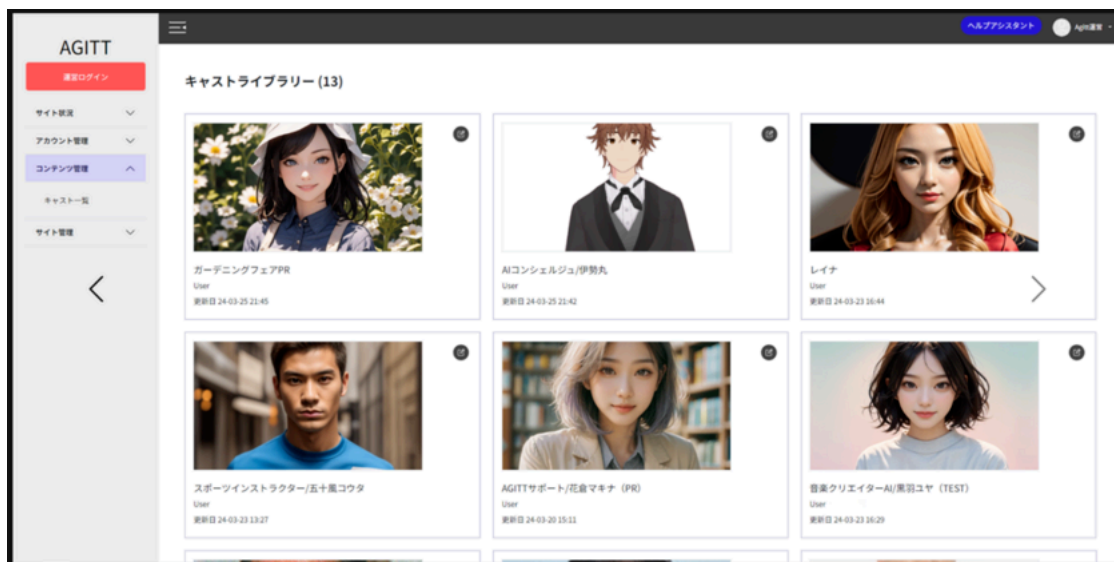 AGITT
運営ログイン
サイト状況
アカウント管理
コンテンツ管理
キャスト一覧
サイト管理
ヘルプアシスタント
Agitt運営
キャストライブラリー (13)
ガーデニングフェアPR
User
更新日 24-03-25 21:45
AIコンシェルジュ/伊勢丸
User
更新日 24-03-25 21:42
レイナ
User
更新日 24-03-23 16:44
スポーツインストラクター/五十嵐コウタ
User
更新日 24-03-23 13:27
AGITTサポート/花倉マキナ（PR）
User
更新日 24-03-20 15:11
音楽クリエイターAI/黒羽ユヤ（TEST）
User
更新日 24-03-23 16:29